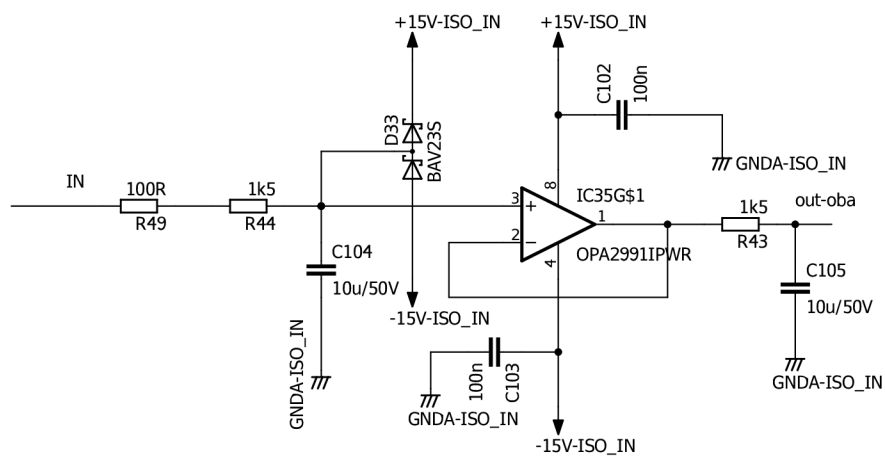 +15V-ISO_IN
+15V-ISO_IN
C102
100n
D33
BAV23S
GNDA-ISO_IN
IN
100R
R49
1k5
R44
3
+
8
IC35G$1
1
2
−
4
OPA2991IPWR
1k5
R43
out-oba
C104
10u/50V
C105
10u/50V
GNDA-ISO_IN
-15V-ISO_IN
100n
C103
GNDA-ISO_IN
GNDA-ISO_IN
-15V-ISO_IN